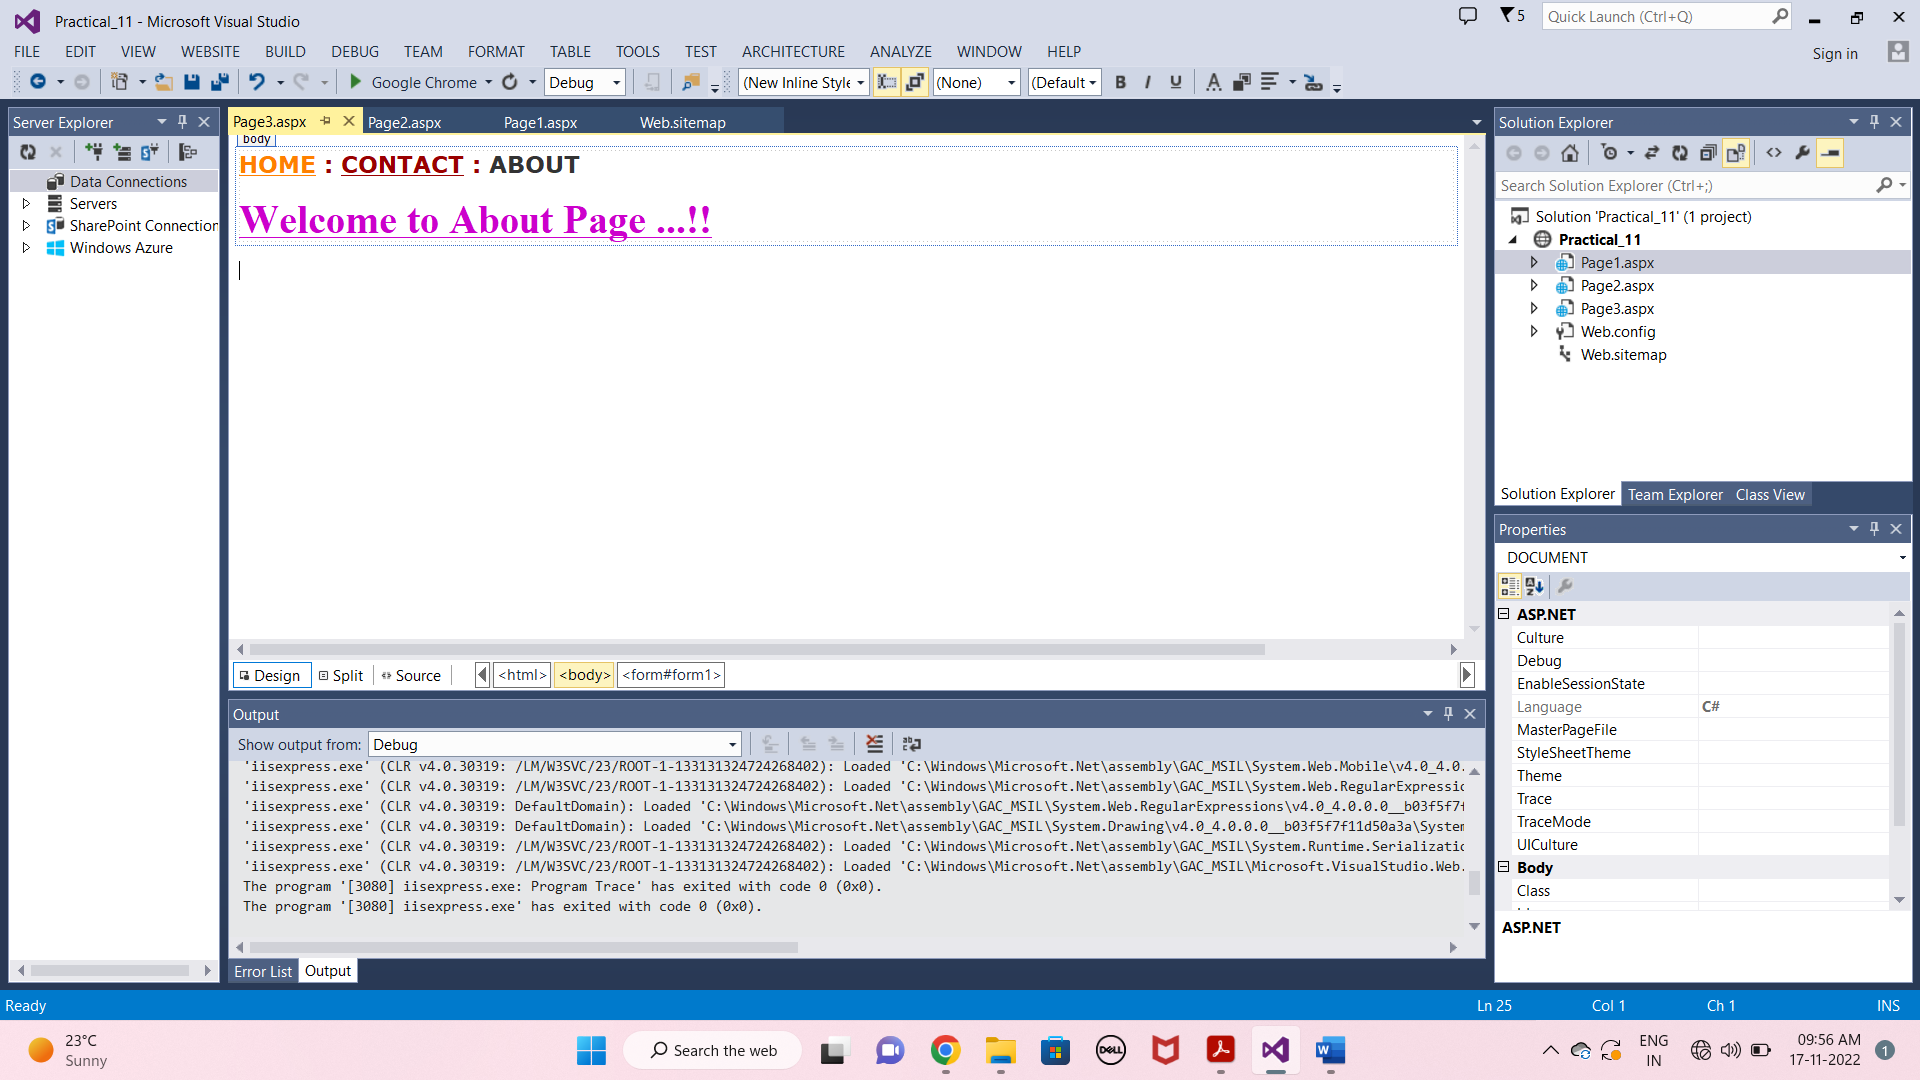 Practical_11 - Microsoft Visual Studio
5
Quick Launch (Ctrl+Q)
FILE EDIT VIEW WEBSITE BUILD DEBUG TEAM FORMAT TABLE TOOLS TEST ARCHITECTURE ANALYZE WINDOW HELP
Sign in
Google Chrome Debug (New Inline Style (None) (Default B I U A
Server Explorer
Data Connections
Servers
SharePoint Connection
Windows Azure
Page3.aspx Page2.aspx Page1.aspx Web.sitemap
body
HOME : CONTACT : ABOUT
Welcome to About Page ...!!
Design Split Source <html> <body> <form#form1>
Output
Show output from: Debug
'iisexpress.exe' (CLR v4.0.30319: /LM/W3SVC/23/ROOT-1-133131324724268402): Loaded 'C:\Windows\Microsoft.Net\assembly\GAC_MSIL\System.Web.Mobile\v4.0_4.0.
'iisexpress.exe' (CLR v4.0.30319: /LM/W3SVC/23/ROOT-1-133131324724268402): Loaded 'C:\Windows\Microsoft.Net\assembly\GAC_MSIL\System.Web.RegularExpressio
'iisexpress.exe' (CLR v4.0.30319: DefaultDomain): Loaded 'C:\Windows\Microsoft.Net\assembly\GAC_MSIL\System.Web.RegularExpressions\v4.0_4.0.0.0__b03f5f7f
'iisexpress.exe' (CLR v4.0.30319: DefaultDomain): Loaded 'C:\Windows\Microsoft.Net\assembly\GAC_MSIL\System.Drawing\v4.0_4.0.0.0__b03f5f7f11d50a3a\System
'iisexpress.exe' (CLR v4.0.30319: /LM/W3SVC/23/ROOT-1-133131324724268402): Loaded 'C:\Windows\Microsoft.Net\assembly\GAC_MSIL\System.Runtime.Serializatio
'iisexpress.exe' (CLR v4.0.30319: /LM/W3SVC/23/ROOT-1-133131324724268402): Loaded 'C:\Windows\Microsoft.Net\assembly\GAC_MSIL\Microsoft.VisualStudio.Web.
The program '[3080] iisexpress.exe: Program Trace' has exited with code 0 (0x0).
The program '[3080] iisexpress.exe' has exited with code 0 (0x0).
Error List Output
Solution Explorer
Search Solution Explorer (Ctrl+;)
Solution 'Practical_11' (1 project)
Practical_11
Page1.aspx
Page2.aspx
Page3.aspx
Web.config
Web.sitemap
Solution Explorer Team Explorer Class View
Properties
DOCUMENT
ASP.NET
Culture
Debug
EnableSessionState
Language C#
MasterPageFile
StyleSheetTheme
Theme
Trace
TraceMode
UICulture
Body
Class
ASP.NET
Ready Ln 25 Col 1 Ch 1 INS
23°C
Sunny
Search the web
DELL
ENG
IN
09:56 AM
17-11-2022
1